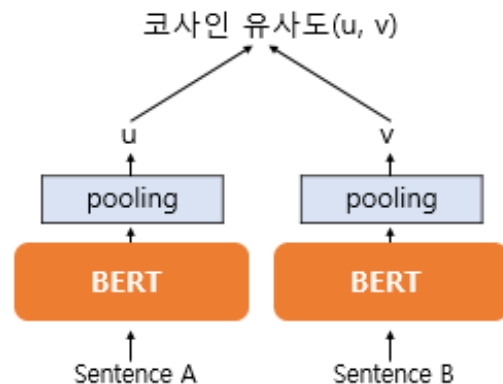 코사인 유사도(u, v)
u v
pooling pooling
BERT BERT
Sentence A Sentence B